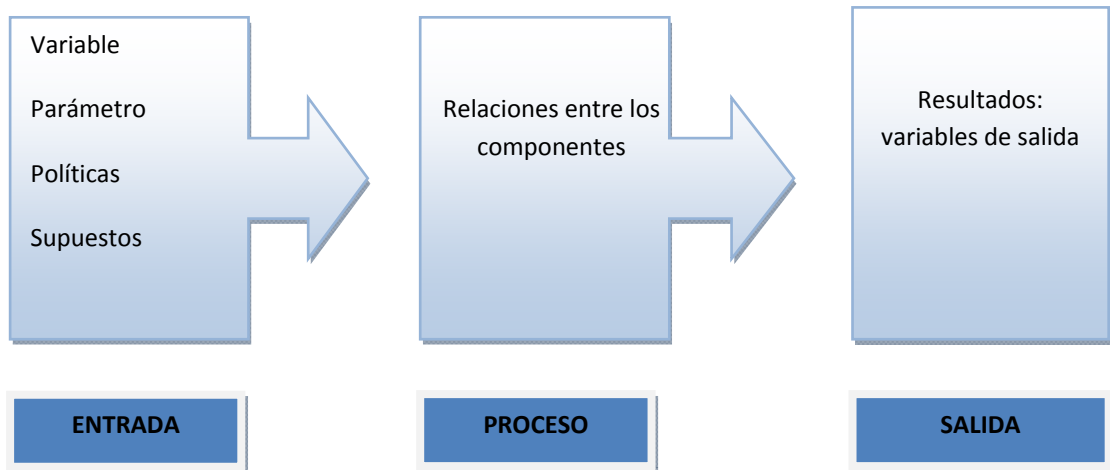 Variable
Parámetro
Políticas
Supuestos
Relaciones entre los
componentes
Resultados:
variables de salida
ENTRADA
PROCESO
SALIDA